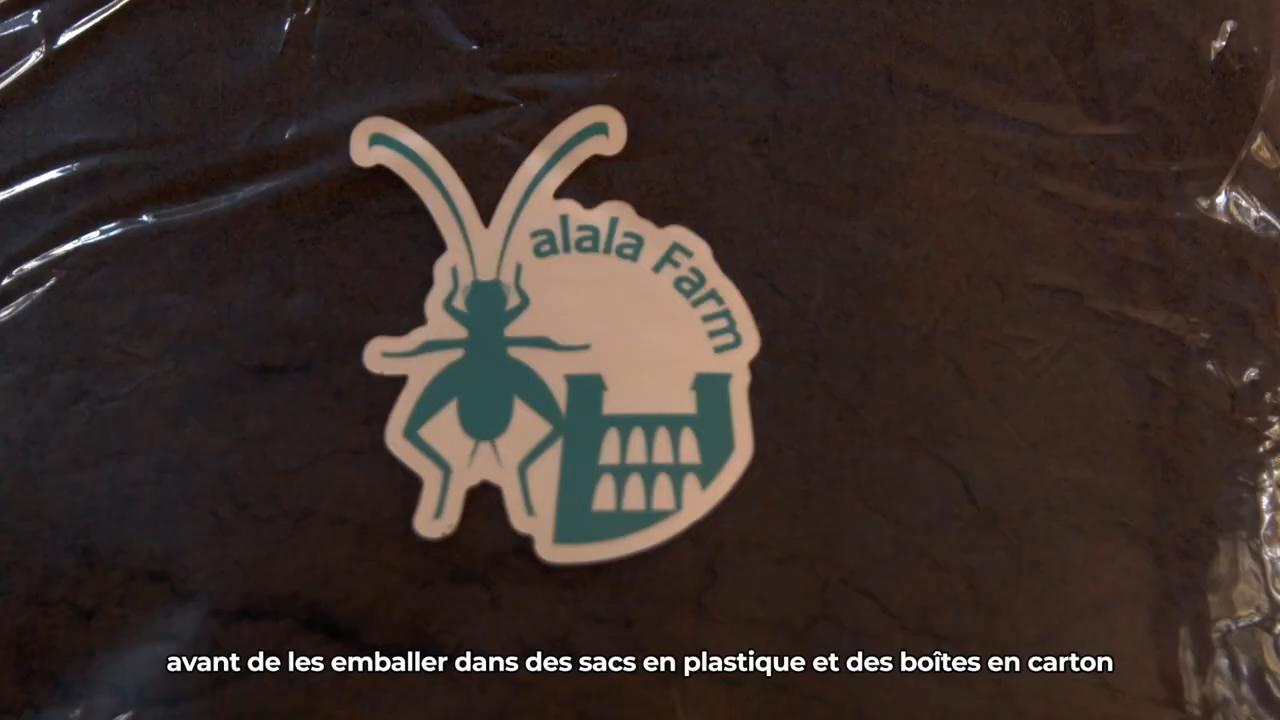 alala Farm
avant de les emballer dans des sacs en plastique et des boîtes en carton